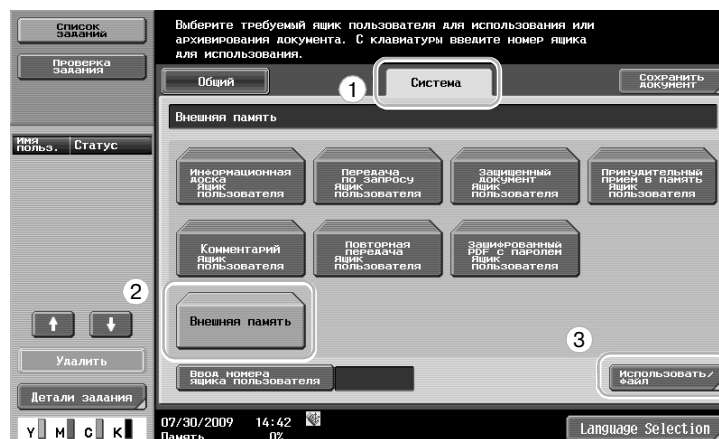 Список
заданий
Проверка
задания
Имя
польз.
Статус
Удалить
Детали задания
Y M C K
Выберите требуемый ящик пользователя для использования или
архивирования документа. С клавиатуры введите номер ящика
для использования.
Общий
1
Система
Сохранить
документ
Внешняя память
Информационная
доска
Ящик
пользователя
Передача
по запросу
Ящик
пользователя
Защищенный
документ
Ящик
пользователя
Принудительный
прием в память
Ящик
пользователя
Комментарий
Ящик
пользователя
Повторная
передача
Ящик
пользователя
Зашифрованный
PDF с паролем
Ящик
пользователя
2
Внешняя память
3
Ввод номера
ящика пользователя
Использовать/
файл
07/30/2009 14:42
Память 0%
Language Selection